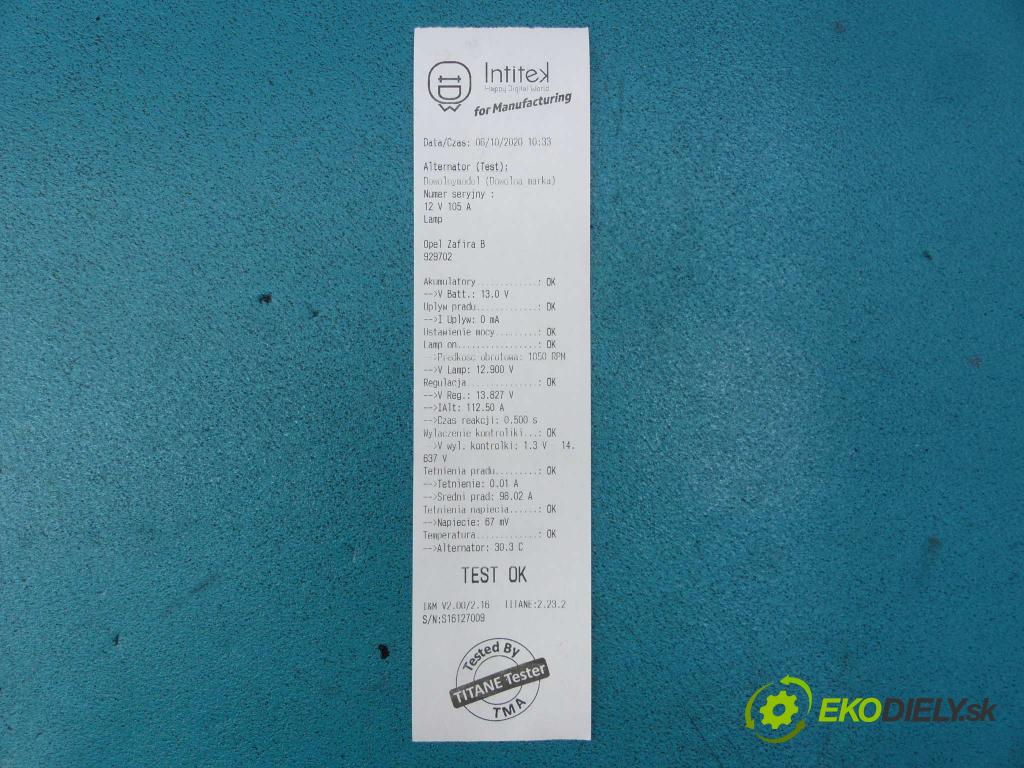 Intitek
Happy Digital World
for Manufacturing
Data/Czas: 06/10/2020 10:33
Alternator (Test);
Dowolnymodel (Dowolna marka)
Numer seryjny :
12 V 105 A
Lamp
Opel Zafira B
929702
Akumulatory............: OK
-->V Batt.: 13.0 V
Uplyw pradu............: OK
-->I Uplyw: 0 mA
Ustawienie mocy........: OK
Lamp on................: OK
-->Predkosc obrotowa: 1050 RPM
-->V Lamp: 12.900 V
Regulacja..............: OK
-->V Reg.: 13.827 V
-->IAlt: 112.50 A
-->Czas reakcji: 0.500 s
Wylaczenie kontrolki...: OK
-->V wyl. kontrolki: 1.3 V - 14.
637 V
Tetnienia pradu........: OK
-->Tetnienie: 0.01 A
-->Sredni prad: 98.02 A
Tetnienia napiecia.....: OK
-->Napiecie: 67 mV
Temperatura............: OK
-->Alternator: 30.3 C
TEST OK
I&M V2.00/2.16 TITANE:2.23.2
S/N:S16127009
Tested By
TITANE Tester
TMA
EKODIELY.sk